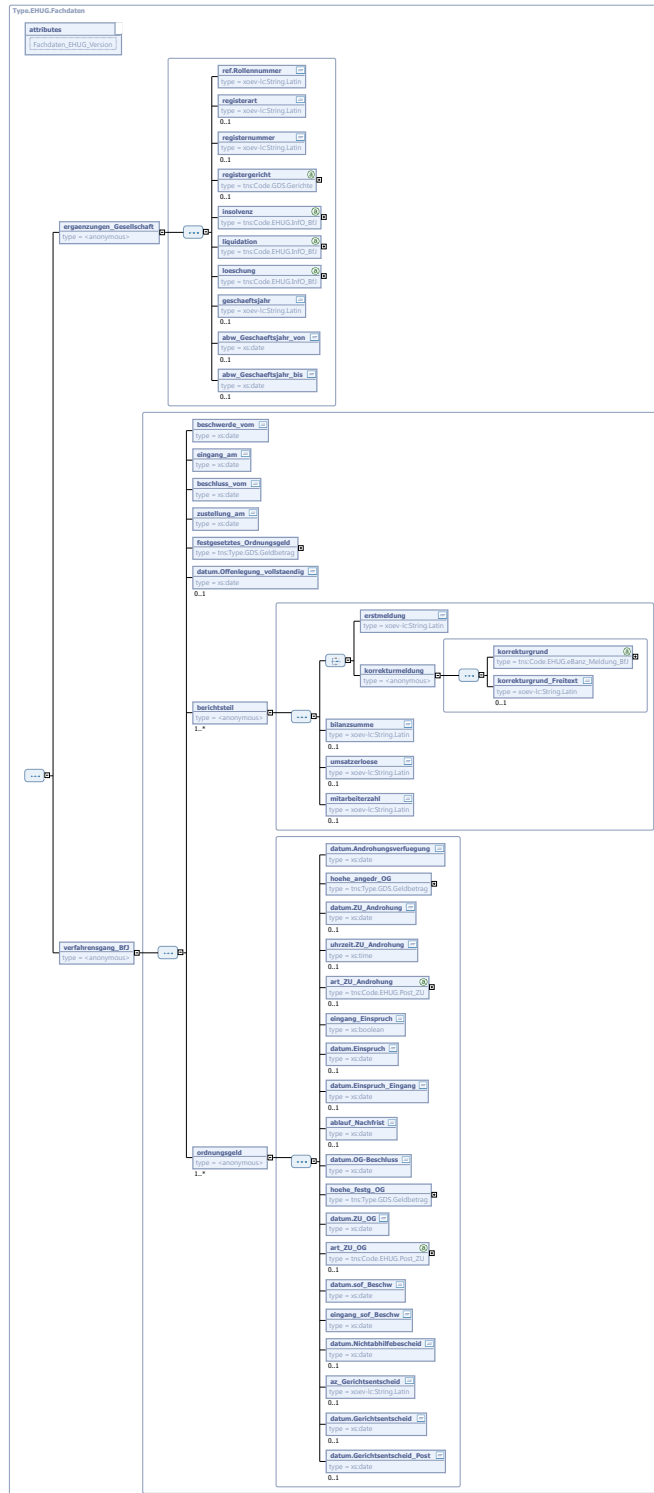 Type.EHUG.Fachdaten
attributes
Fachdaten_EHUG_Version
ref.Rollennummer
type = xoev-lc:String.Latin
registerart
type = xoev-lc:String.Latin
0..1
registernummer
type = xoev-lc:String.Latin
0..1
registergericht
type = tns:Code.GDS.Gerichte
0..1
ergaenzungen_Gesellschaft
type = <anonymous>
insolvenz
type = tns:Code.EHUG.InfO_BfJ
liquidation
type = tns:Code.EHUG.InfO_BfJ
loeschung
type = tns:Code.EHUG.InfO_BfJ
geschaeftsjahr
type = xoev-lc:String.Latin
0..1
abw_Geschaeftsjahr_von
type = xs:date
0..1
abw_Geschaeftsjahr_bis
type = xs:date
0..1
beschwerde_vom
type = xs:date
eingang_am
type = xs:date
beschluss_vom
type = xs:date
zustellung_am
type = xs:date
festgesetztes_Ordnungsgeld
type = tns:Type.GDS.Geldbetrag
datum.Offenlegung_vollstaendig
type = xs:date
0..1
erstmeldung
type = xoev-lc:String.Latin
korrekturmeldung
type = <anonymous>
korrekturgrund
type = tns:Code.EHUG.eBanz_Meldung_BfJ
korrekturgrund_Freitext
type = xoev-lc:String.Latin
0..1
berichtsteil
type = <anonymous>
1..*
bilanzsumme
type = xoev-lc:String.Latin
0..1
umsatzerloese
type = xoev-lc:String.Latin
0..1
mitarbeiterzahl
type = xoev-lc:String.Latin
0..1
verfahrensgang_BfJ
type = <anonymous>
datum.Androhungsverfuegung
type = xs:date
hoehe_angedr_OG
type = tns:Type.GDS.Geldbetrag
datum.ZU_Androhung
type = xs:date
0..1
uhrzeit.ZU_Androhung
type = xs:time
0..1
art_ZU_Androhung
type = tns:Code.EHUG.Post_ZU
0..1
eingang_Einspruch
type = xs:boolean
datum.Einspruch
type = xs:date
0..1
datum.Einspruch_Eingang
type = xs:date
0..1
ordnungsgeld
type = <anonymous>
1..*
ablauf_Nachfrist
type = xs:date
0..1
datum.OG-Beschluss
type = xs:date
hoehe_festg_OG
type = tns:Type.GDS.Geldbetrag
datum.ZU_OG
type = xs:date
art_ZU_OG
type = tns:Code.EHUG.Post_ZU
0..1
datum.sof_Beschw
type = xs:date
eingang_sof_Beschw
type = xs:date
datum.Nichtabhilfebescheid
type = xs:date
0..1
az_Gerichtsentscheid
type = xoev-lc:String.Latin
0..1
datum.Gerichtsentscheid
type = xs:date
0..1
datum.Gerichtsentscheid_Post
type = xs:date
0..1